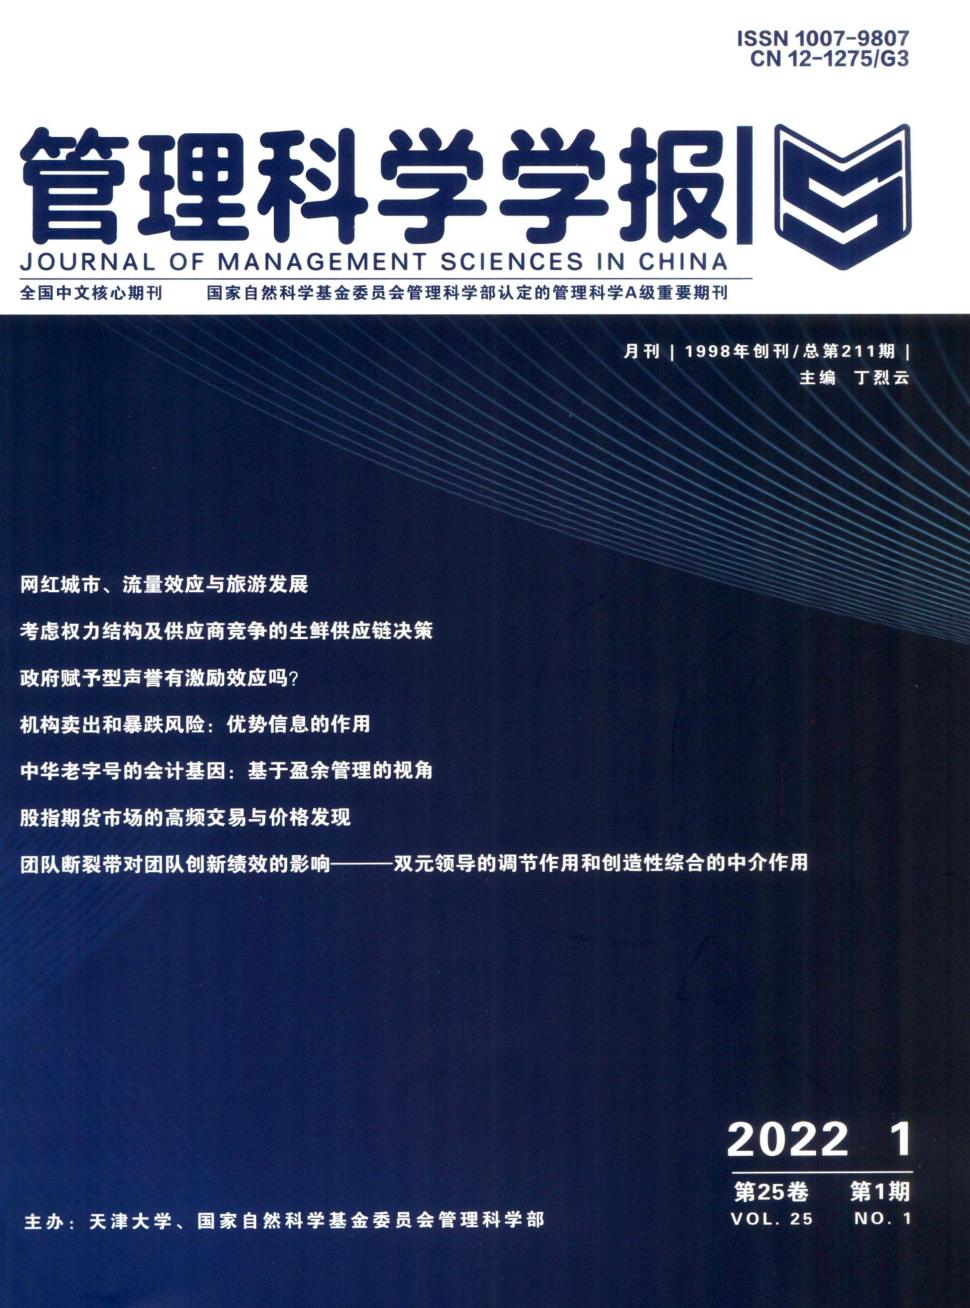 ISSN 1007-9807
CN 12-1275/G3
管理科学学报
JOURNAL OF MANAGEMENT SCIENCES IN CHINA
全国中文核心期刊 国家自然科学基金委员会管理科学部认定的管理科学A级重要期刊
月刊 | 1998年创刊/总第211期 |
主编 丁烈云
网红城市、流量效应与旅游发展
考虑权力结构及供应商竞争的生鲜供应链决策
政府赋予型声誉有激励效应吗?
机构卖出和暴跌风险：优势信息的作用
中华老字号的会计基因：基于盈余管理的视角
股指期货市场的高频交易与价格发现
团队断裂带对团队创新绩效的影响———双元领导的调节作用和创造性综合的中介作用
2022 1
第25卷 第1期
VOL. 25 NO. 1
主办：天津大学、国家自然科学基金委员会管理科学部